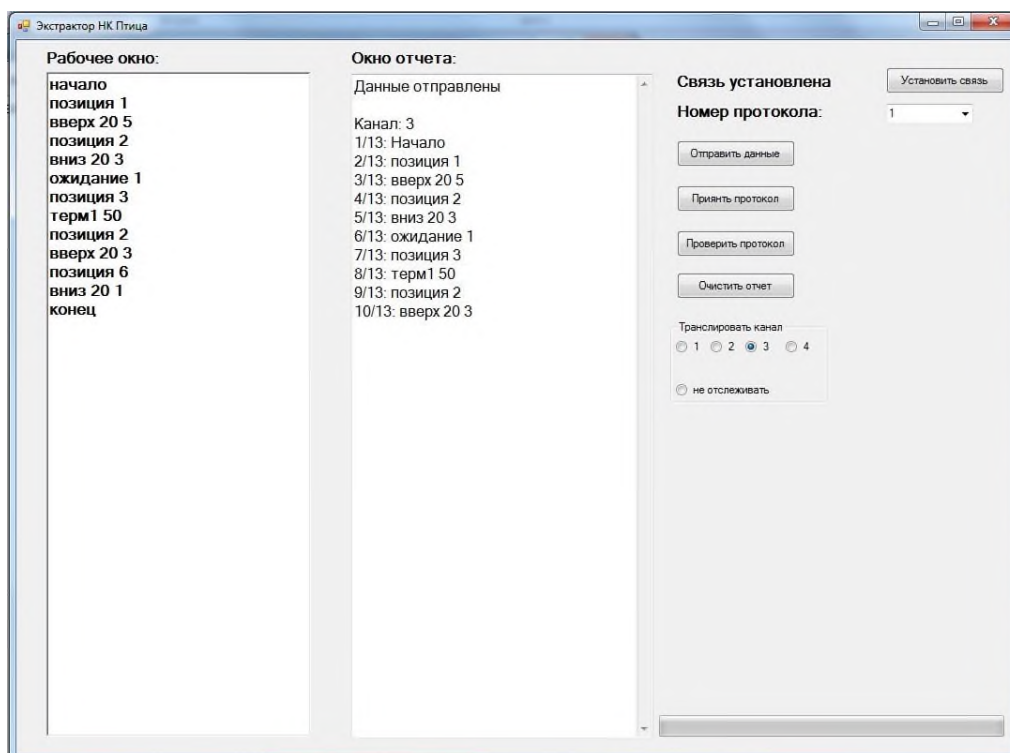 Экстрактор НК Птица
Рабочее окно:
начало
позиция 1
вверх 20 5
позиция 2
вниз 20 3
ожидание 1
позиция 3
терм1 50
позиция 2
вверх 20 3
позиция 6
вниз 20 1
конец
Окно отчета:
Данные отправлены
Канал: 3
1/13: Начало
2/13: позиция 1
3/13: вверх 20 5
4/13: позиция 2
5/13: вниз 20 3
6/13: ожидание 1
7/13: позиция 3
8/13: терм1 50
9/13: позиция 2
10/13: вверх 20 3
Связь установлена
Установить связь
Номер протокола:
1
Отправить данные
Приянть протокол
Проверить протокол
Очистить отчет
Транслировать канал
1 2 3 4
не отслеживать